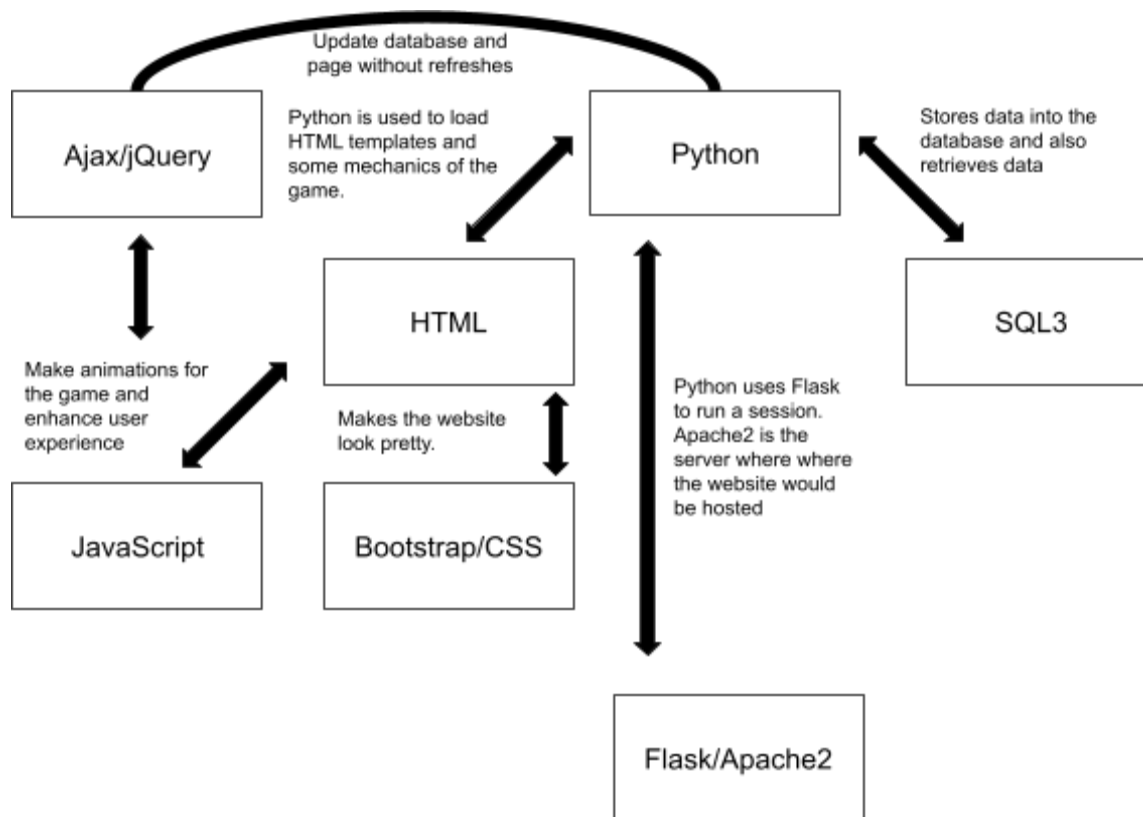 Update database and
page without refreshes
Ajax/jQuery
Python is used to load
HTML templates and
some mechanics of the
game.
Python
Stores data into the
database and also
retrieves data
HTML
SQL3
Make animations for
the game and
enhance user
experience
Makes the website
look pretty.
Python uses Flask
to run a session.
Apache2 is the
server where where
the website would
be hosted
JavaScript
Bootstrap/CSS
Flask/Apache2